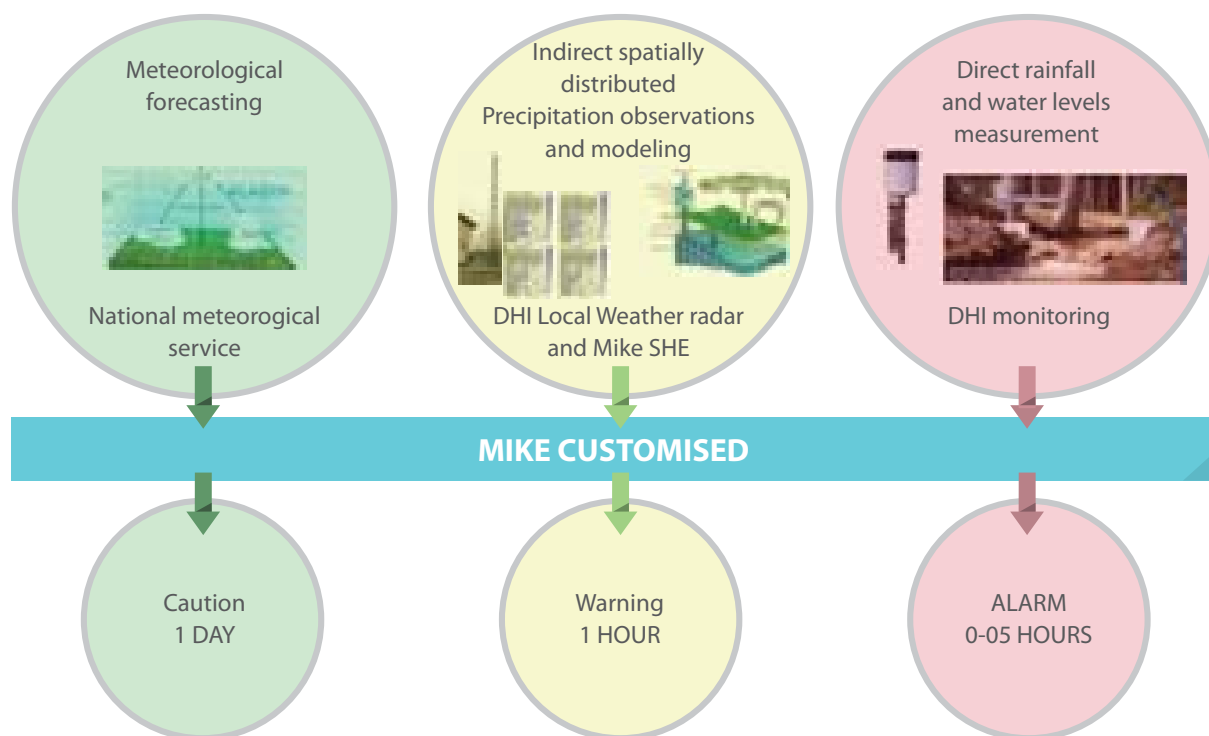 Meteorological
forecasting
National meteorogical
service
Indirect spatially
distributed
Precipitation observations
and modeling
DHI Local Weather radar
and Mike SHE
Direct rainfall
and water levels
measurement
DHI monitoring
MIKE CUSTOMISED
Caution
1 DAY
Warning
1 HOUR
ALARM
0-05 HOURS